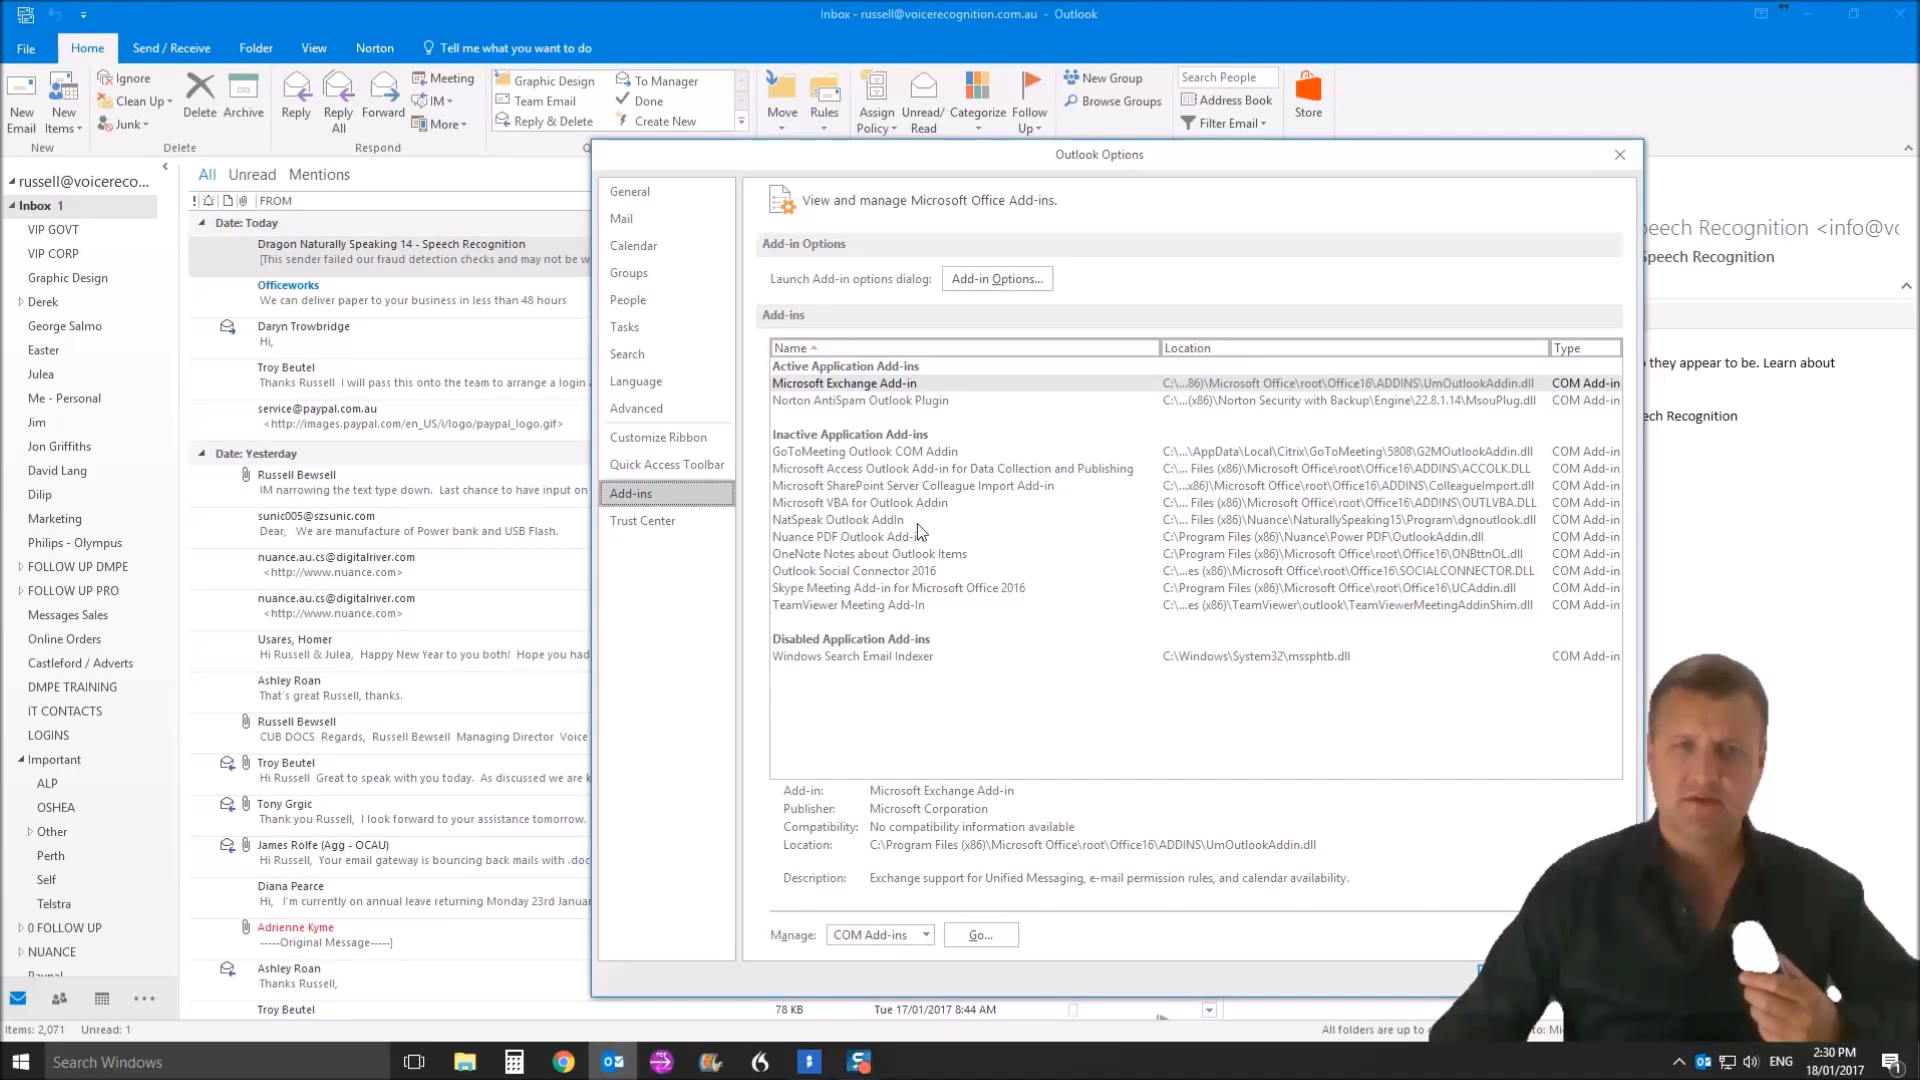 Inbox - russell@voicerecognition.com.au - Outlook
File
Home
Send / Receive
Folder
View
Norton
Tell me what you want to do
New Email
New Items
New
Ignore
Clean Up
Junk
Delete
Archive
Delete
Reply
Reply All
Forward
Meeting
IM
More
Respond
Graphic Design
Team Email
Reply & Delete
To Manager
Done
Create New
Move
Rules
Assign Policy
Unread/ Read
Categorize
Follow Up
New Group
Browse Groups
Search People
Address Book
Filter Email
Store
russell@voicereco...
Inbox 1
VIP GOVT
VIP CORP
Graphic Design
Derek
George Salmo
Easter
Julea
Me - Personal
Jim
Jon Griffiths
David Lang
Dilip
Marketing
Philips - Olympus
FOLLOW UP DMPE
FOLLOW UP PRO
Messages Sales
Online Orders
Castleford / Adverts
DMPE TRAINING
IT CONTACTS
LOGINS
Important
ALP
OSHEA
Other
Perth
Self
Telstra
0 FOLLOW UP
NUANCE
All Unread Mentions
FROM
Date: Today
Dragon Naturally Speaking 14 - Speech Recognition
[This sender failed our fraud detection checks and may not be w
Officeworks
We can deliver paper to your business in less than 48 hours
Daryn Trowbridge
Hi,
Troy Beutel
Thanks Russell I will pass this onto the team to arrange a login
service@paypal.com.au
<http://images.paypal.com/en_US/i/logo/paypal_logo.gif>
Date: Yesterday
Russell Bewsell
IM narrowing the text type down. Last chance to have input on
sunic005@szsunic.com
Dear, We are manufacture of Power bank and USB Flash.
nuance.au.cs@digitalriver.com
<http://www.nuance.com>
nuance.au.cs@digitalriver.com
<http://www.nuance.com>
Usares, Homer
Hi Russell & Julea, Happy New Year to you both! Hope you had
Ashley Roan
That's great Russell, thanks.
Russell Bewsell
CUB DOCS Regards, Russell Bewsell Managing Director Voice
Troy Beutel
Hi Russell Great to speak with you today. As discussed we are k
Tony Grgic
Thank you Russell, I look forward to your assistance tomorrow.
James Rolfe (Agg - OCAU)
Hi Russell, Your email gateway is bouncing back mails with .doc
Diana Pearce
Hi, I'm currently on annual leave returning Monday 23rd Januar
Adrienne Kyme
-----Original Message-----]
Ashley Roan
Thanks Russell,
Troy Beutel 78 KB Tue 17/01/2017 8:44 AM
Outlook Options
General
Mail
Calendar
Groups
People
Tasks
Search
Language
Advanced
Customize Ribbon
Quick Access Toolbar
Add-ins
Trust Center
View and manage Microsoft Office Add-ins.
Add-in Options
Launch Add-in options dialog: Add-in Options...
Add-ins
Name Location Type
Active Application Add-ins
Microsoft Exchange Add-in C:\...86)\Microsoft Office\root\Office16\ADDINS\UmOutlookAddin.dll COM Add-in
Norton AntiSpam Outlook Plugin C:\...(x86)\Norton Security with Backup\Engine\22.8.1.14\MsouPlug.dll COM Add-in
Inactive Application Add-ins
GoToMeeting Outlook COM Addin C:\...\AppData\Local\Citrix\GoToMeeting\5808\G2MOutlookAddin.dll COM Add-in
Microsoft Access Outlook Add-in for Data Collection and Publishing C:\... Files (x86)\Microsoft Office\root\Office16\ADDINS\ACCOLK.DLL COM Add-in
Microsoft SharePoint Server Colleague Import Add-in C:\...x86)\Microsoft Office\root\Office16\ADDINS\ColleagueImport.dll COM Add-in
Microsoft VBA for Outlook Addin C:\... Files (x86)\Microsoft Office\root\Office16\ADDINS\OUTLVBA.DLL COM Add-in
NatSpeak Outlook AddIn C:\... Files (x86)\Nuance\NaturallySpeaking15\Program\dgnoutlook.dll COM Add-in
Nuance PDF Outlook Add- C:\Program Files (x86)\Nuance\Power PDF\OutlookAddin.dll COM Add-in
OneNote Notes about Outlook Items C:\Program Files (x86)\Microsoft Office\root\Office16\ONBttnOL.dll COM Add-in
Outlook Social Connector 2016 C:\...es (x86)\Microsoft Office\root\Office16\SOCIALCONNECTOR.DLL COM Add-in
Skype Meeting Add-in for Microsoft Office 2016 C:\Program Files (x86)\Microsoft Office\root\Office16\UCAddin.dll COM Add-in
TeamViewer Meeting Add-In C:\...es (x86)\TeamViewer\outlook\TeamViewerMeetingAddinShim.dll COM Add-in
Disabled Application Add-ins
Windows Search Email Indexer C:\Windows\System32\mssphtb.dll COM Add-in
Add-in: Microsoft Exchange Add-in
Publisher: Microsoft Corporation
Compatibility: No compatibility information available
Location: C:\Program Files (x86)\Microsoft Office\root\Office16\ADDINS\UmOutlookAddin.dll
Description: Exchange support for Unified Messaging, e-mail permission rules, and calendar availability.
Manage: COM Add-ins Go...
peech Recognition <info@vo
Speech Recognition
they appear to be. Learn about
ech Recognition
Items: 2,071 Unread: 1
All folders are up to
Search Windows
ENG
2:30 PM
18/01/2017